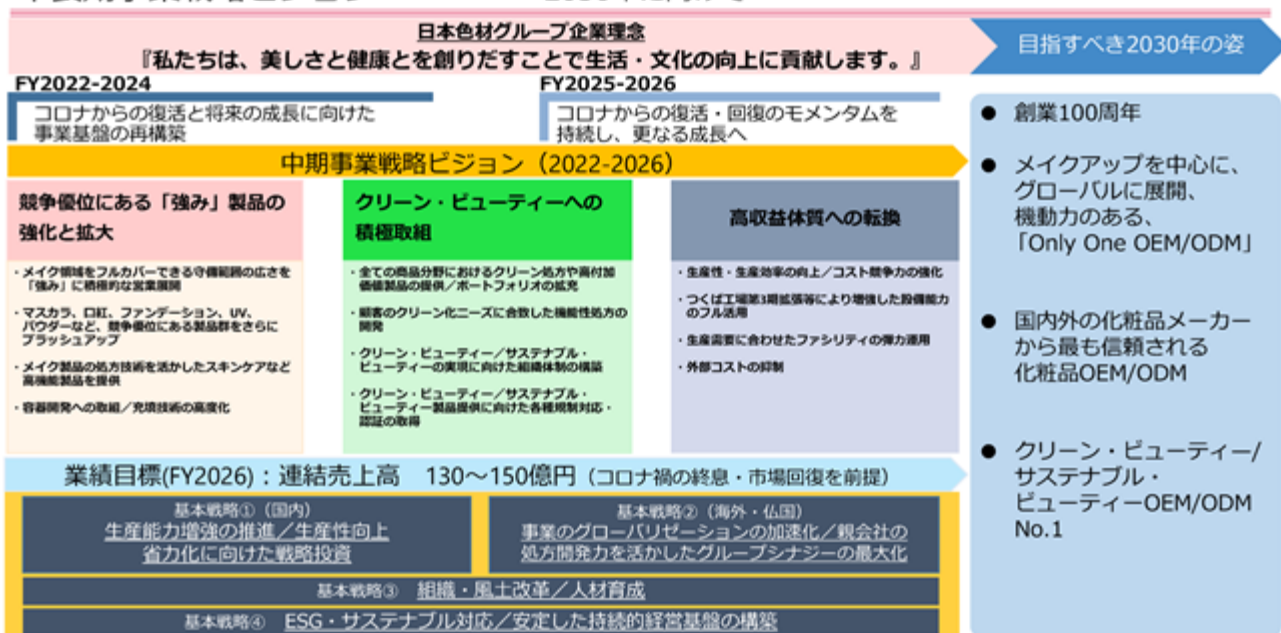 日本色材グループ企業理念
『私たちは、美しさと健康とを創りだすことで生活・文化の向上に貢献します。』
目指すべき2030年の姿
FY2022-2024
コロナからの復活と将来の成長に向けた
事業基盤の再構築
FY2025-2026
コロナからの復活・回復のモメンタムを
持続し、更なる成長へ
中期事業戦略ビジョン（2022-2026）
競争優位にある「強み」製品の
強化と拡大
・メイク領域をフルカバーできる守備範囲の広さを
「強み」に積極的な営業展開
・マスカラ、口紅、ファンデーション、UV、
パウダーなど、競争優位にある製品群をさらに
ブラッシュアップ
・メイク製品の処方技術を活かしたスキンケアなど
高機能製品を提供
・容器開発への取組／充填技術の高度化
クリーン・ビューティーへの
積極取組
・全ての商品分野におけるクリーン処方や高付加
価値製品の提供／ポートフォリオの拡充
・顧客のクリーン化ニーズに合致した機能性処方の
開発
・クリーン・ビューティー／サステナブル・
ビューティーの実現に向けた組織体制の構築
・クリーン・ビューティー／サステナブル・
ビューティー製品提供に向けた各種規制対応・
認証の取得
高収益体質への転換
・生産性・生産効率の向上／コスト競争力の強化
・つくば工場第3期拡張等により増強した設備能力
のフル活用
・生産需要に合わせたファシリティの弾力運用
・外部コストの抑制
業績目標(FY2026)：連結売上高　130～150億円（コロナ禍の終息・市場回復を前提）
基本戦略①（国内）
生産能力増強の推進／生産性向上
省力化に向けた戦略投資
基本戦略②（海外・仏国）
事業のグローバリゼーションの加速化／親会社の
処方開発力を活かしたグループシナジーの最大化
基本戦略③　組織・風土改革／人材育成
基本戦略④　ESG・サステナブル対応／安定した持続的経営基盤の構築
● 創業100周年
● メイクアップを中心に、
グローバルに展開、
機動力のある、
「Only One OEM/ODM」
● 国内外の化粧品メーカー
から最も信頼される
化粧品OEM/ODM
● クリーン・ビューティー/
サステナブル・
ビューティーOEM/ODM
No.1